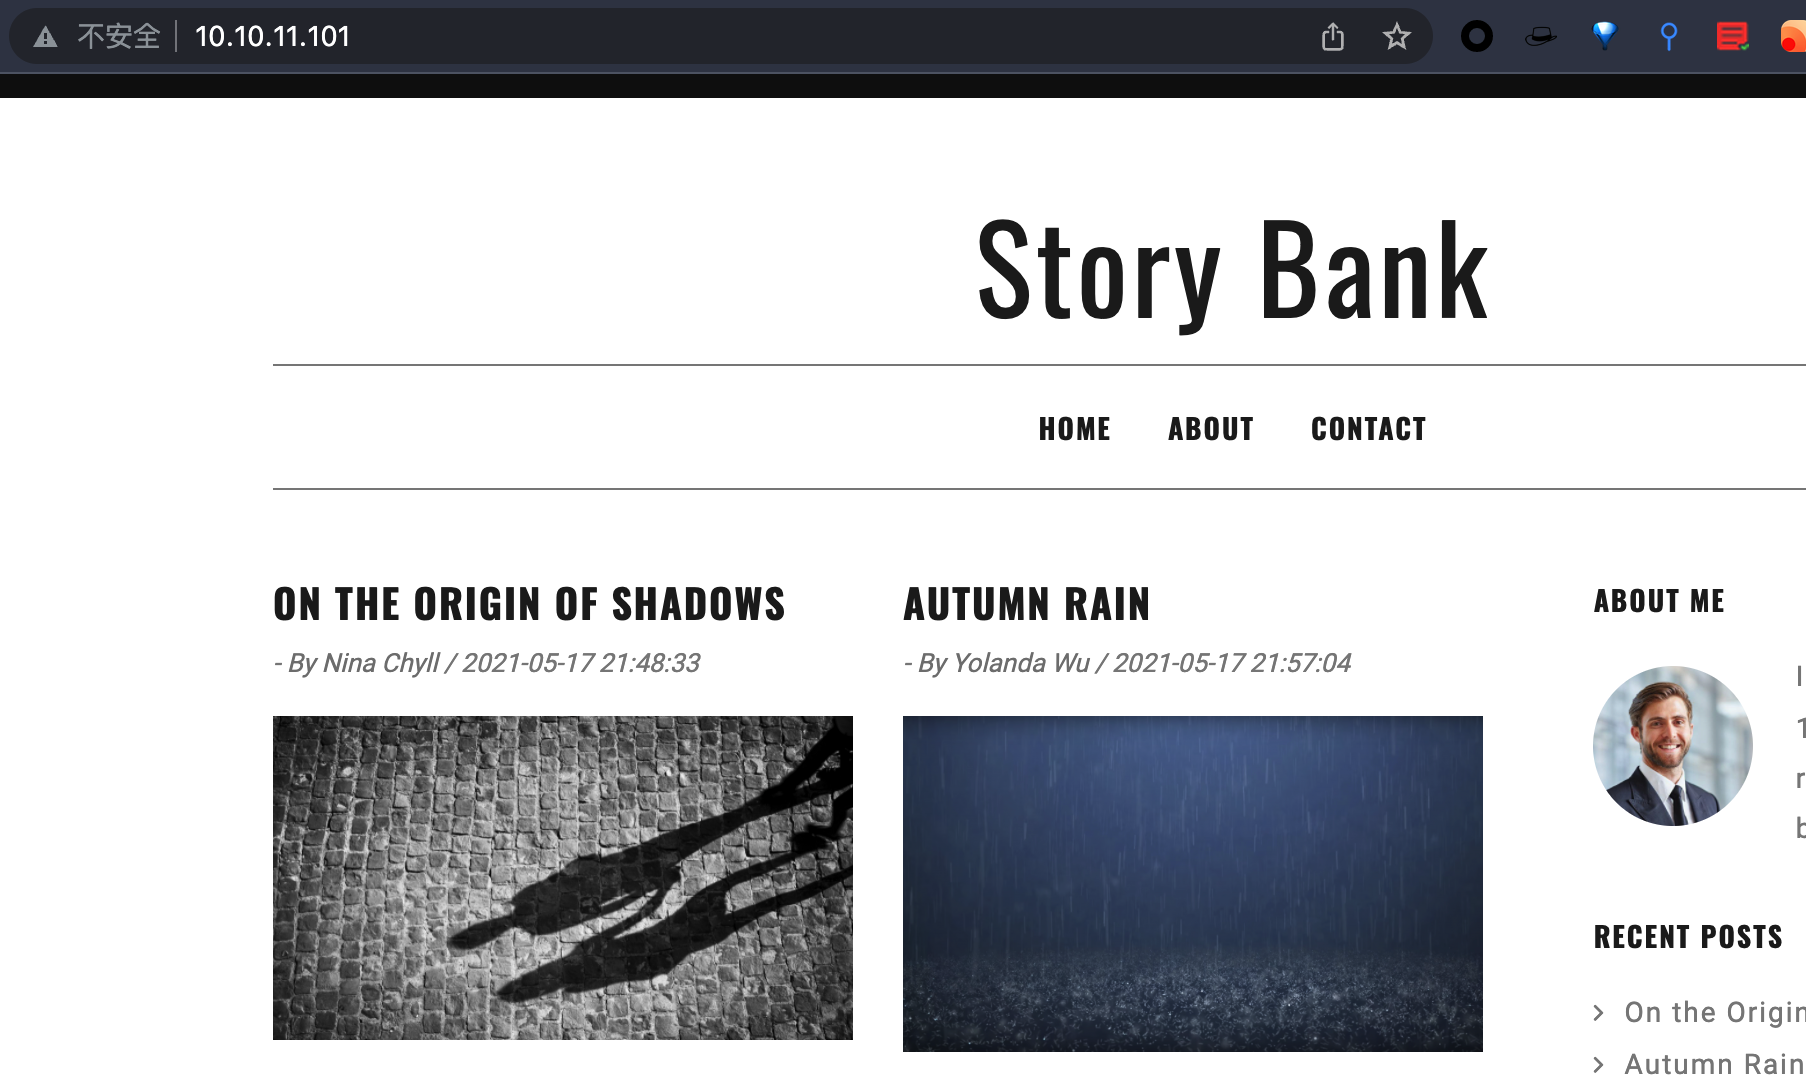 不安全 10.10.11.101
Story Bank
HOME ABOUT CONTACT
ON THE ORIGIN OF SHADOWS
- By Nina Chyll / 2021-05-17 21:48:33
AUTUMN RAIN
- By Yolanda Wu / 2021-05-17 21:57:04
ABOUT ME
I
1
r
b
RECENT POSTS
On the Origin
Autumn Rain